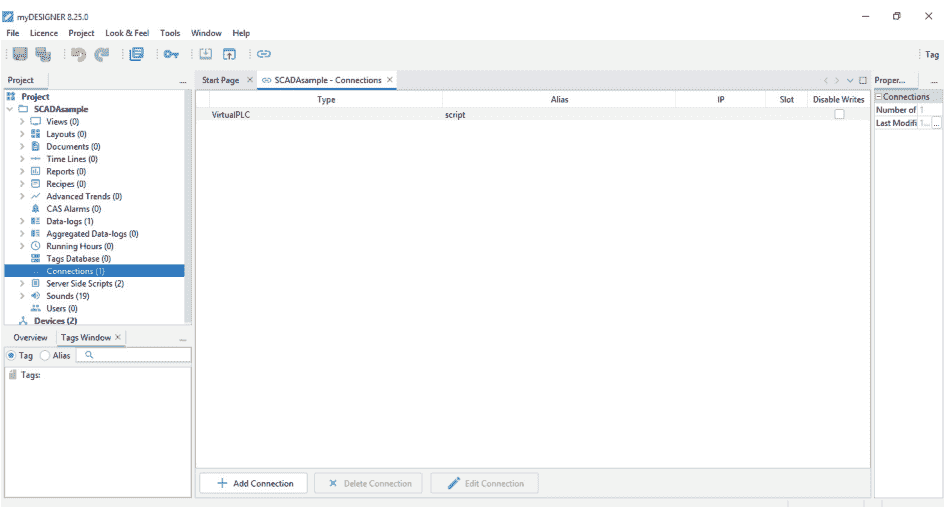 myDESIGNER 8.25.0
File Licence Project Look & Feel Tools Window Help
Tag
Project ...
Start Page × SCADAsample - Connections ×
Proper... ...
Project
SCADAsample
Views (0)
Layouts (0)
Documents (0)
Time Lines (0)
Reports (0)
Recipes (0)
Advanced Trends (0)
CAS Alarms (0)
Data-logs (1)
Aggregated Data-logs (0)
Running Hours (0)
Tags Database (0)
Connections (1)
Server Side Scripts (2)
Sounds (19)
Users (0)
Devices (2)
Type Alias IP Slot Disable Writes
VirtualPLC script
Connections
Number of 1
Last Modifi 1... ...
Overview Tags Window ×
Tag Alias
Tags:
Add Connection Delete Connection Edit Connection